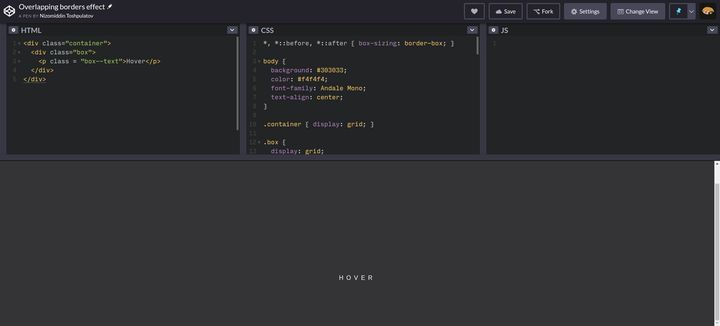 Overlapping borders effect
A PEN BY Nizomiddin Toshpulatov
Save
Fork
Settings
Change View
HTML
1 <div class="container">
2 <div class="box">
3 <p class = "box--text">Hover</p>
4 </div>
5 </div>
CSS
1 *, *::before, *::after { box-sizing: border-box; }
2
3 body {
4 background: #303033;
5 color: #f4f4f4;
6 font-family: Andale Mono;
7 text-align: center;
8 }
9
10 .container { display: grid; }
11
12 .box {
13 display: grid;
JS
1
HOVER